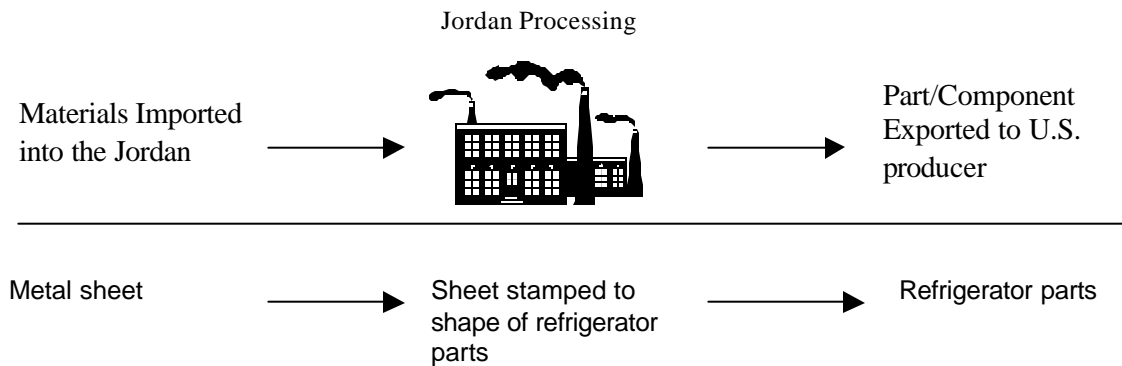 Jordan Processing
Materials Imported
into the Jordan
Part/Component
Exported to U.S.
producer
Metal sheet
Sheet stamped to
shape of refrigerator
parts
Refrigerator parts